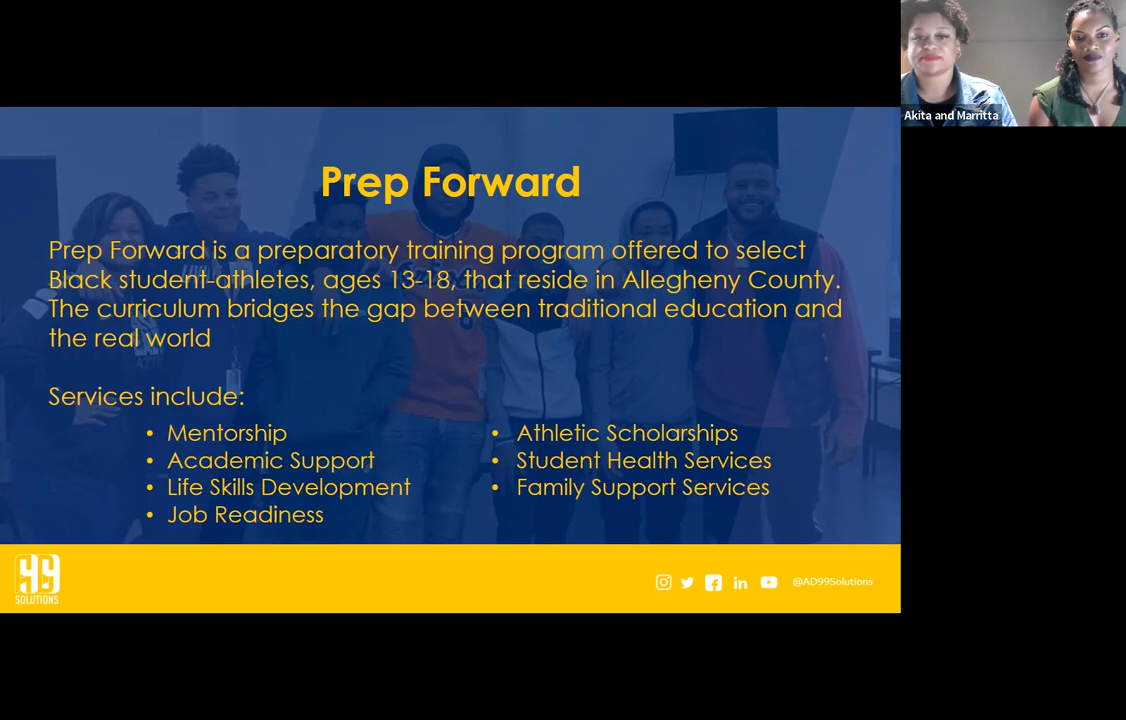 Akita and Marritta
Prep Forward
Prep Forward is a preparatory training program offered to select
Black student-athletes, ages 13-18, that reside in Allegheny County.
The curriculum bridges the gap between traditional education and
the real world
Services include:
• Mentorship
• Academic Support
• Life Skills Development
• Job Readiness
• Athletic Scholarships
• Student Health Services
• Family Support Services
99
SOLUTIONS
@AD99Solutions